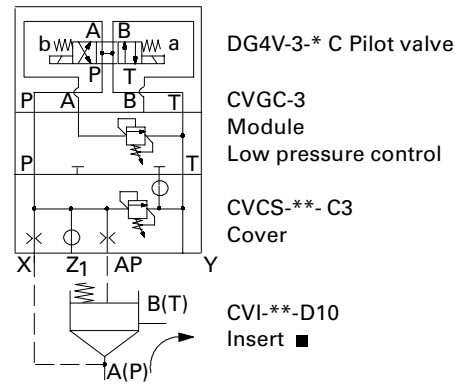 A B
b a
P T
DG4V-3-* C Pilot valve
P A B T
CVGC-3
Module
Low pressure control
P T
CVCS-**- C3
Cover
X Z1 AP Y
B(T)
CVI-**-D10
Insert ■
A(P)